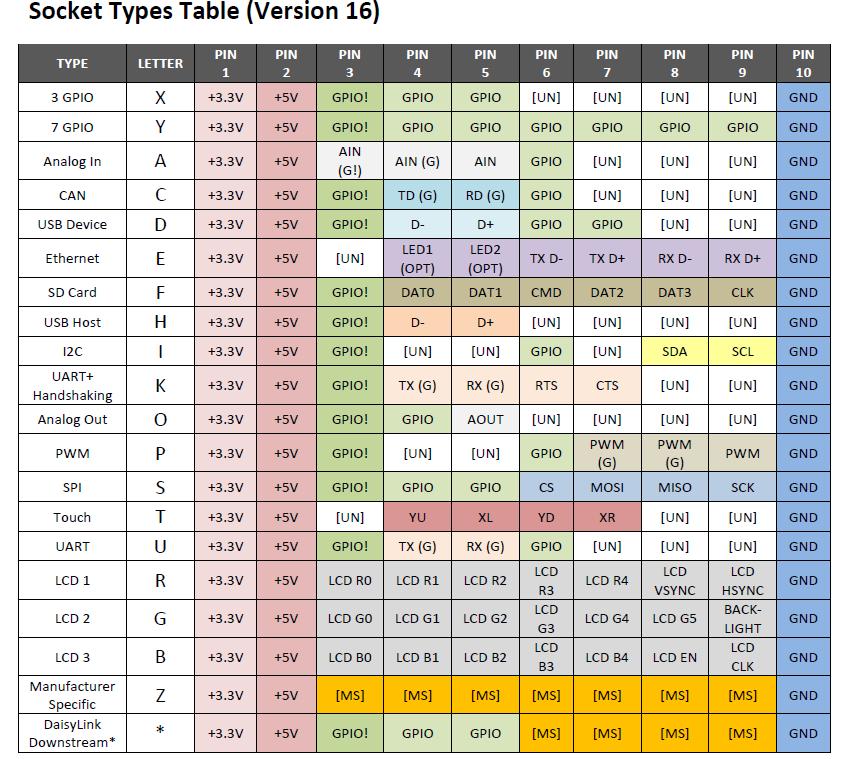 Socket Types Table (Version 16)
TYPE LETTER PIN 1 PIN 2 PIN 3 PIN 4 PIN 5 PIN 6 PIN 7 PIN 8 PIN 9 PIN 10
3 GPIO X +3.3V +5V GPIO! GPIO GPIO [UN] [UN] [UN] [UN] GND
7 GPIO Y +3.3V +5V GPIO! GPIO GPIO GPIO GPIO GPIO GPIO GND
Analog In A +3.3V +5V AIN (G!) AIN (G) AIN GPIO [UN] [UN] [UN] GND
CAN C +3.3V +5V GPIO! TD (G) RD (G) GPIO [UN] [UN] [UN] GND
USB Device D +3.3V +5V GPIO! D- D+ GPIO GPIO [UN] [UN] GND
Ethernet E +3.3V +5V [UN] LED1 (OPT) LED2 (OPT) TX D- TX D+ RX D- RX D+ GND
SD Card F +3.3V +5V GPIO! DAT0 DAT1 CMD DAT2 DAT3 CLK GND
USB Host H +3.3V +5V GPIO! D- D+ [UN] [UN] [UN] [UN] GND
I2C I +3.3V +5V GPIO! [UN] [UN] GPIO [UN] SDA SCL GND
UART+ Handshaking K +3.3V +5V GPIO! TX (G) RX (G) RTS CTS [UN] [UN] GND
Analog Out O +3.3V +5V GPIO! GPIO AOUT [UN] [UN] [UN] [UN] GND
PWM P +3.3V +5V GPIO! [UN] [UN] GPIO PWM (G) PWM (G) PWM GND
SPI S +3.3V +5V GPIO! GPIO GPIO CS MOSI MISO SCK GND
Touch T +3.3V +5V [UN] YU XL YD XR [UN] [UN] GND
UART U +3.3V +5V GPIO! TX (G) RX (G) GPIO [UN] [UN] [UN] GND
LCD 1 R +3.3V +5V LCD R0 LCD R1 LCD R2 LCD R3 LCD R4 LCD VSYNC LCD HSYNC GND
LCD 2 G +3.3V +5V LCD G0 LCD G1 LCD G2 LCD G3 LCD G4 LCD G5 BACK-LIGHT GND
LCD 3 B +3.3V +5V LCD B0 LCD B1 LCD B2 LCD B3 LCD B4 LCD EN LCD CLK GND
Manufacturer Specific Z +3.3V +5V [MS] [MS] [MS] [MS] [MS] [MS] [MS] GND
DaisyLink Downstream* * +3.3V +5V GPIO! GPIO GPIO [MS] [MS] [MS] [MS] GND